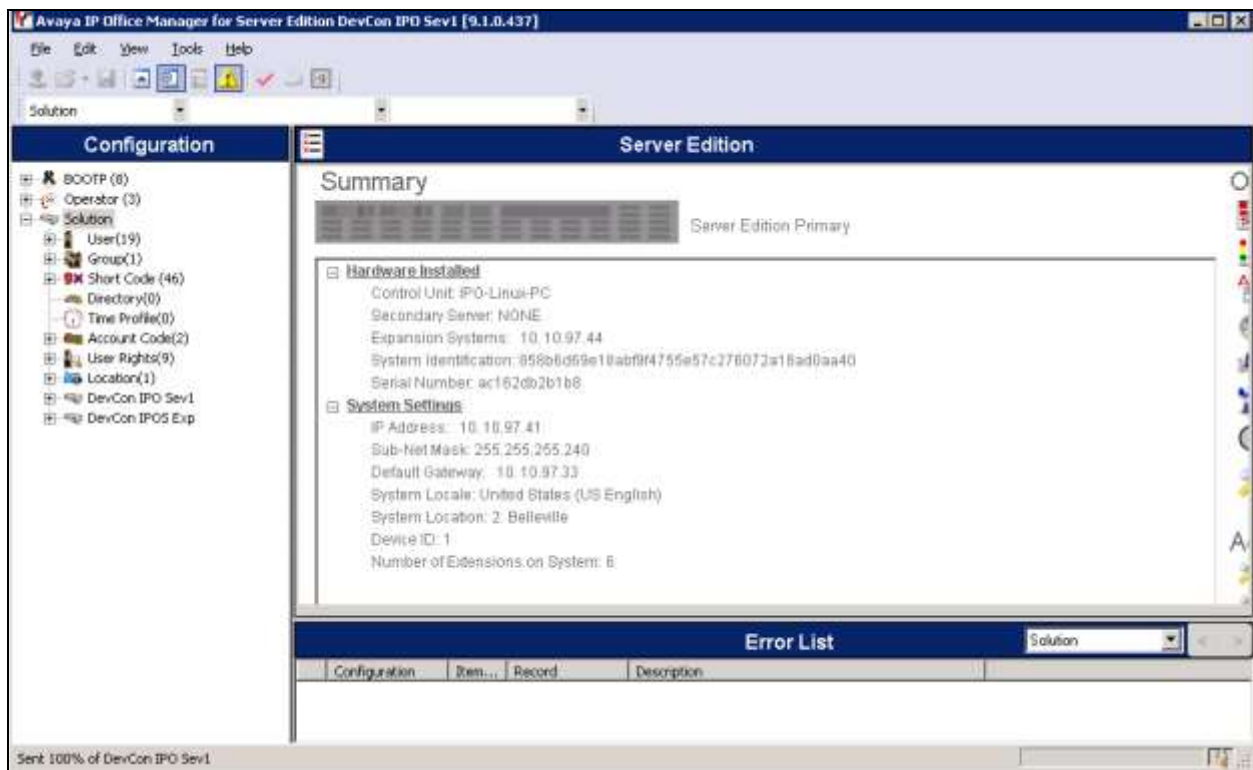 Avaya IP Office Manager for Server Edition DevCon IPO Sev1 [9.1.0.437]
File Edit View Tools Help
Solution
Configuration
Server Edition
BOOTP (8)
Operator (3)
Solution
User(19)
Group(1)
Short Code (46)
Directory(0)
Time Profile(0)
Account Code(2)
User Rights(9)
Location(1)
DevCon IPO Sev1
DevCon IPOS Exp
Summary
Server Edition Primary
Hardware Installed
Control Unit: IPO-Linux-PC
Secondary Server: NONE
Expansion Systems: 10.10.97.44
System Identification:
Serial Number: ac162db2b1b8
System Settings
IP Address: 10.10.97.41
Sub-Net Mask: 255.255.255.240
Default Gateway: 10.10.97.33
System Locale: United States (US English)
System Location: 2: Belleville
Device ID: 1
Number of Extensions on System: 6
Error List
Solution
Configuration Item... Record Description
Sent 100% of DevCon IPO Sev1